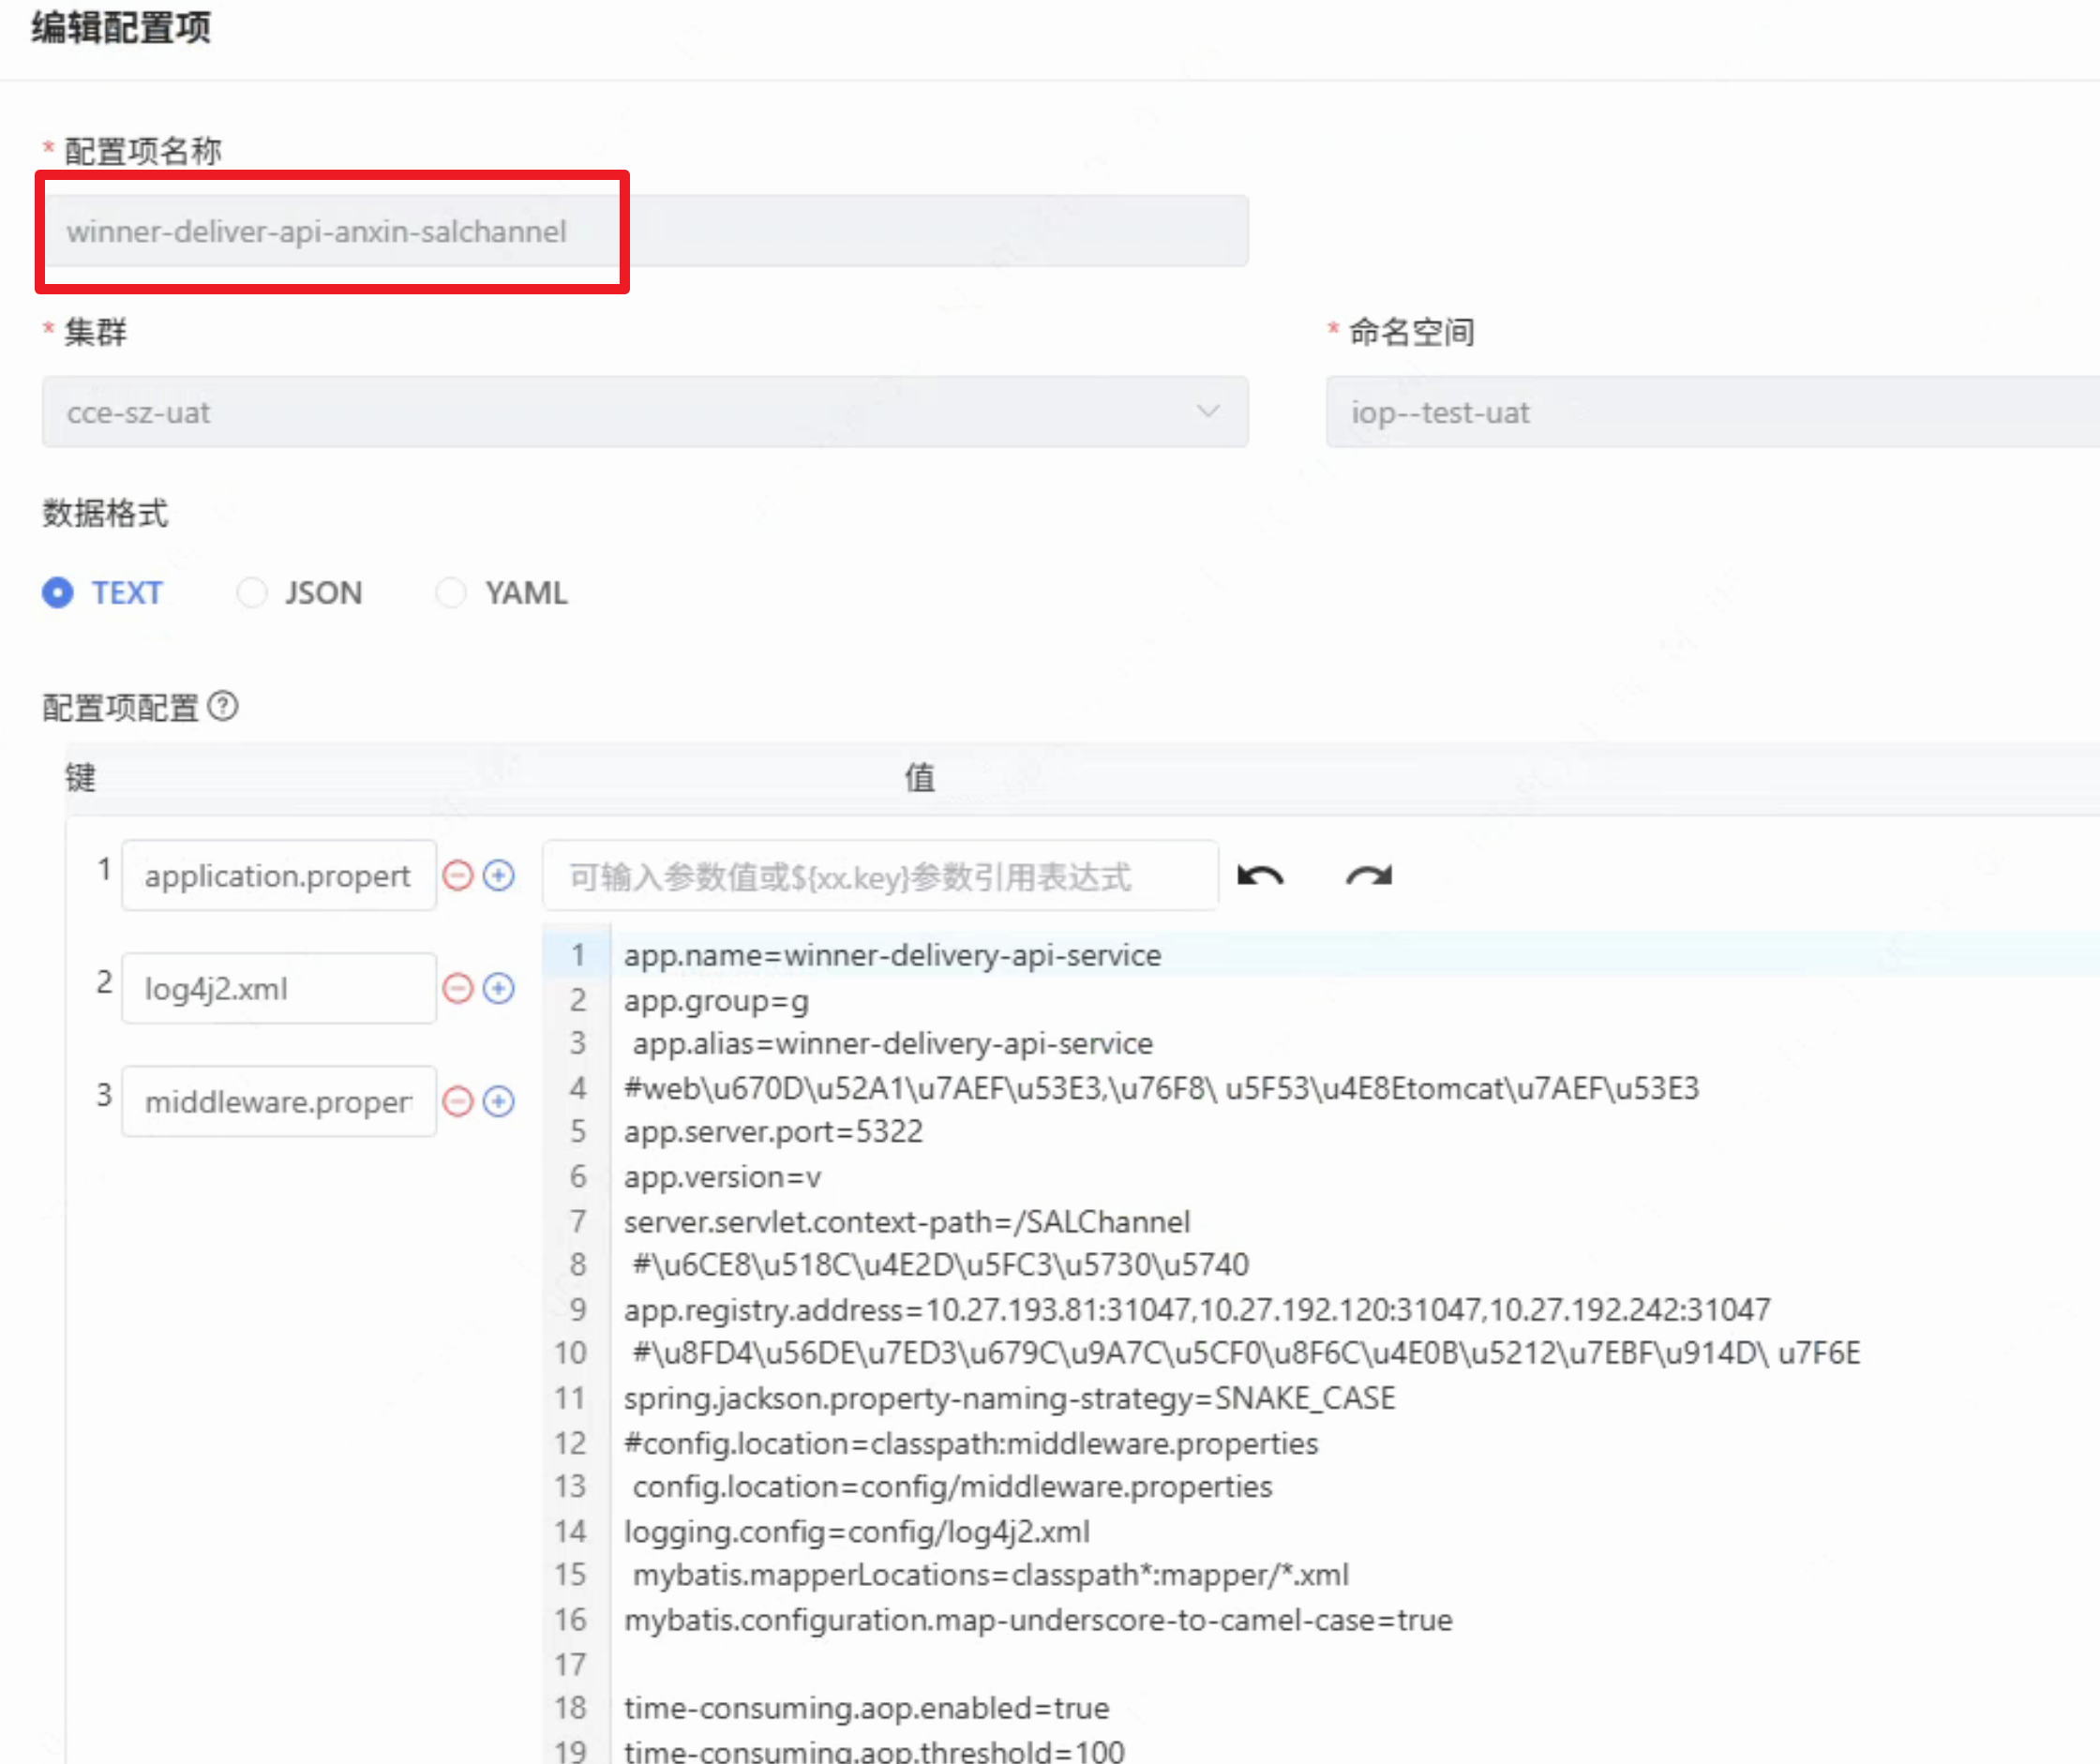 编辑配置项
* 配置项名称
winner-deliver-api-anxin-salchannel
* 集群
* 命名空间
cce-sz-uat
iop--test-uat
数据格式
TEXT JSON YAML
配置项配置 ?
键 值
1 application.propert
可输入参数值或${xx.key}参数引用表达式
2 log4j2.xml
3 middleware.proper
1 app.name=winner-delivery-api-service
2 app.group=g
3 app.alias=winner-delivery-api-service
4 #web\u670D\u52A1\u7AEF\u53E3,\u76F8\ u5F53\u4E8Etomcat\u7AEF\u53E3
5 app.server.port=5322
6 app.version=v
7 server.servlet.context-path=/SALChannel
8 #\u6CE8\u518C\u4E2D\u5FC3\u5730\u5740
9 app.registry.address=10.27.193.81:31047,10.27.192.120:31047,10.27.192.242:31047
10 #\u8FD4\u56DE\u7ED3\u679C\u9A7C\u5CF0\u8F6C\u4E0B\u5212\u7EBF\u914D\ u7F6E
11 spring.jackson.property-naming-strategy=SNAKE_CASE
12 #config.location=classpath:middleware.properties
13 config.location=config/middleware.properties
14 logging.config=config/log4j2.xml
15 mybatis.mapperLocations=classpath*:mapper/*.xml
16 mybatis.configuration.map-underscore-to-camel-case=true
17
18 time-consuming.aop.enabled=true
19 time-consuming.aop.threshold=100